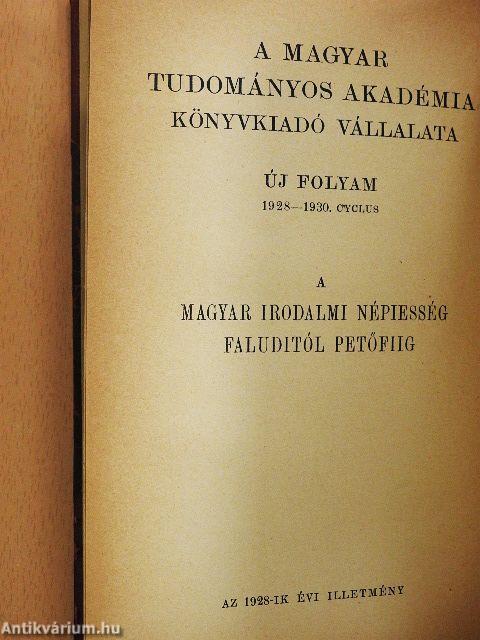 A MAGYAR
TUDOMÁNYOS AKADÉMIA
KÖNYVKIADÓ VÁLLALATA
ÚJ FOLYAM
1928—1930. CYCLUS
A
MAGYAR IRODALMI NÉPIESSÉG
FALUDITÓL PETŐFIIG
AZ 1928-IK ÉVI ILLETMÉNY
Antikvárium.hu